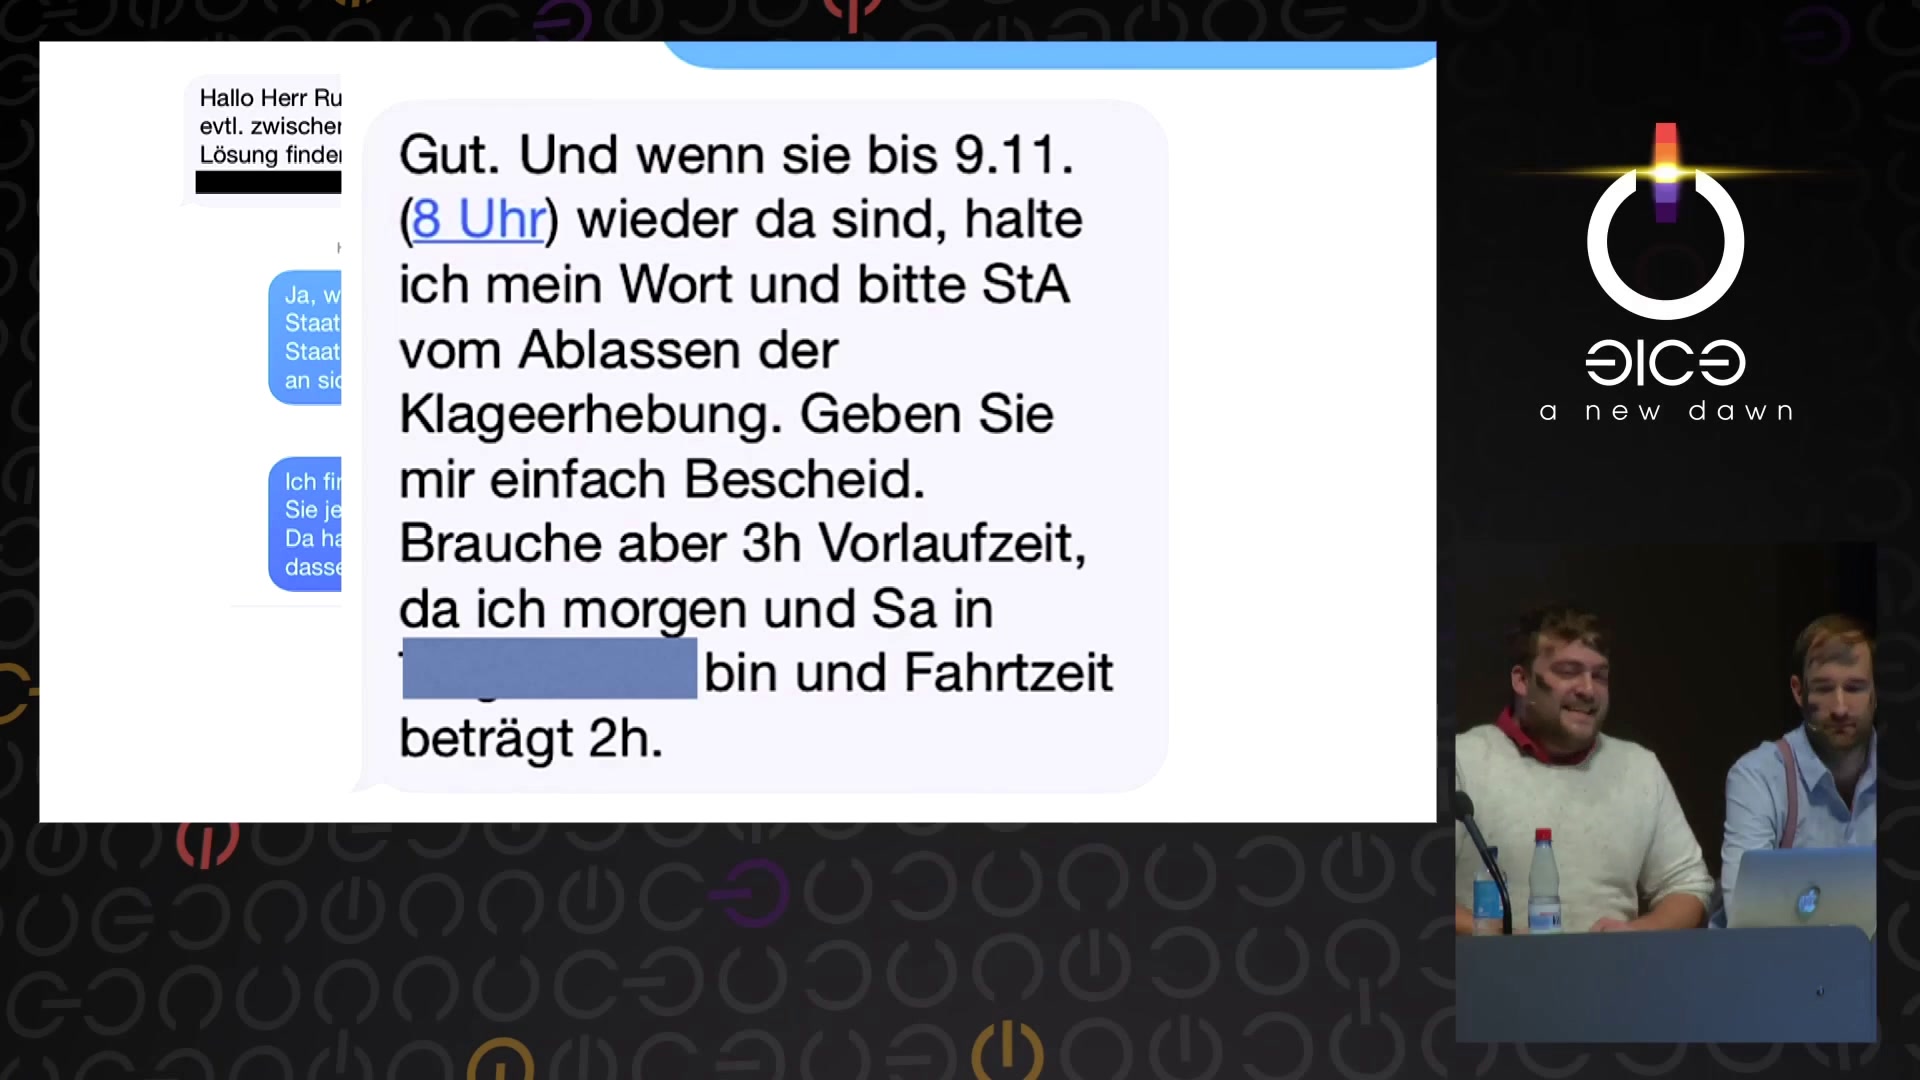 Hallo Herr Ru
evtl. zwischen
Lösung finden
Ja, w
Staat
Staat
an sic
Ich fin
Sie je
Da ha
dasse
Gut. Und wenn sie bis 9.11.
(8 Uhr) wieder da sind, halte
ich mein Wort und bitte StA
vom Ablassen der
Klageerhebung. Geben Sie
mir einfach Bescheid.
Brauche aber 3h Vorlaufzeit,
da ich morgen und Sa in
bin und Fahrtzeit
beträgt 2h.
a new dawn